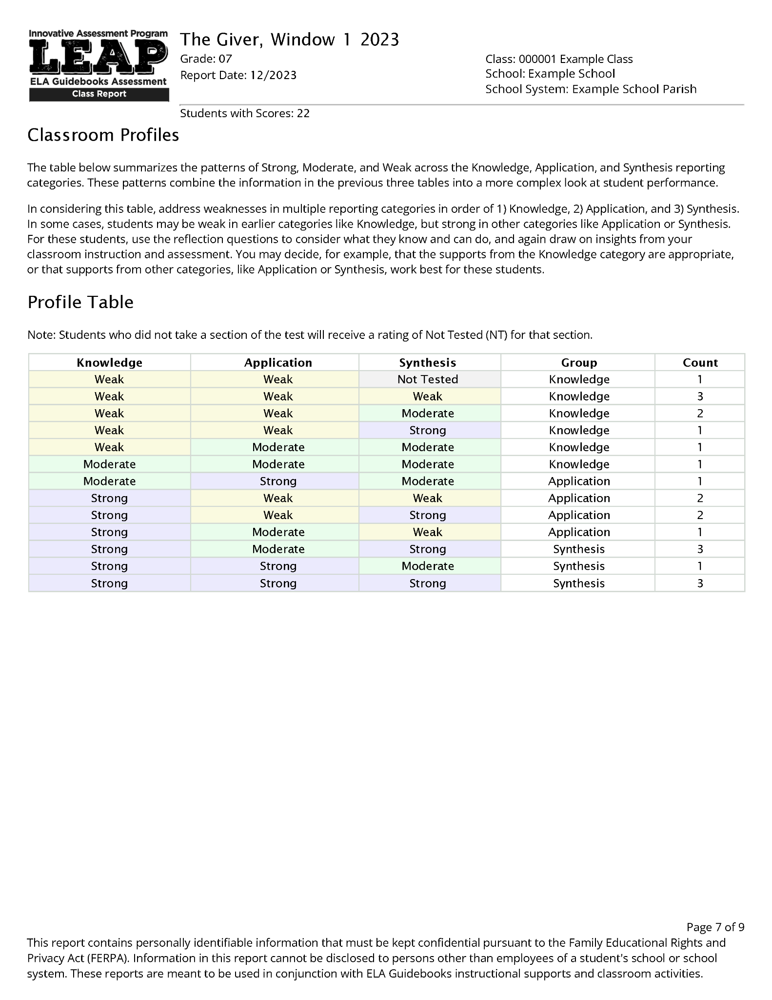 Innovative Assessment Program
LEAP
ELA Guidebooks Assessment
Class Report
The Giver, Window 1 2023
Grade: 07
Report Date: 12/2023
Class: 000001 Example Class
School: Example School
School System: Example School Parish
Students with Scores: 22
Classroom Profiles
The table below summarizes the patterns of Strong, Moderate, and Weak across the Knowledge, Application, and Synthesis reporting
categories. These patterns combine the information in the previous three tables into a more complex look at student performance.
In considering this table, address weaknesses in multiple reporting categories in order of 1) Knowledge, 2) Application, and 3) Synthesis.
In some cases, students may be weak in earlier categories like Knowledge, but strong in other categories like Application or Synthesis.
For these students, use the reflection questions to consider what they know and can do, and again draw on insights from your
classroom instruction and assessment. You may decide, for example, that the supports from the Knowledge category are appropriate,
or that supports from other categories, like Application or Synthesis, work best for these students.
Profile Table
Note: Students who did not take a section of the test will receive a rating of Not Tested (NT) for that section.
Knowledge Application Synthesis Group Count
Weak Weak Not Tested Knowledge 1
Weak Weak Weak Knowledge 3
Weak Weak Moderate Knowledge 2
Weak Weak Strong Knowledge 1
Weak Moderate Moderate Knowledge 1
Moderate Moderate Moderate Knowledge 1
Moderate Strong Moderate Application 1
Strong Weak Weak Application 2
Strong Weak Strong Application 2
Strong Moderate Weak Application 1
Strong Moderate Strong Synthesis 3
Strong Strong Moderate Synthesis 1
Strong Strong Strong Synthesis 3
Page 7 of 9
This report contains personally identifiable information that must be kept confidential pursuant to the Family Educational Rights and
Privacy Act (FERPA). Information in this report cannot be disclosed to persons other than employees of a student's school or school
system. These reports are meant to be used in conjunction with ELA Guidebooks instructional supports and classroom activities.